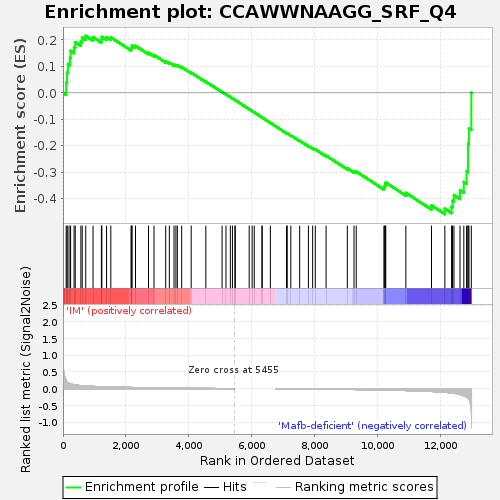 Enrichment plot: CCAWWNAAGG_SRF_Q4
Enrichment score (ES)
0.2
0.1
0.0
-0.1
-0.2
-0.3
-0.4
'IM' (positively correlated)
Ranked list metric (Signal2Noise)
2.5
2.0
1.5
1.0
0.5
0.0
-0.5
-1.0
Zero cross at 5455
'Mafb-deficient' (negatively correlated)
0
2,000
4,000
6,000
8,000
10,000
12,000
Rank in Ordered Dataset
Enrichment profile
Hits
Ranking metric scores